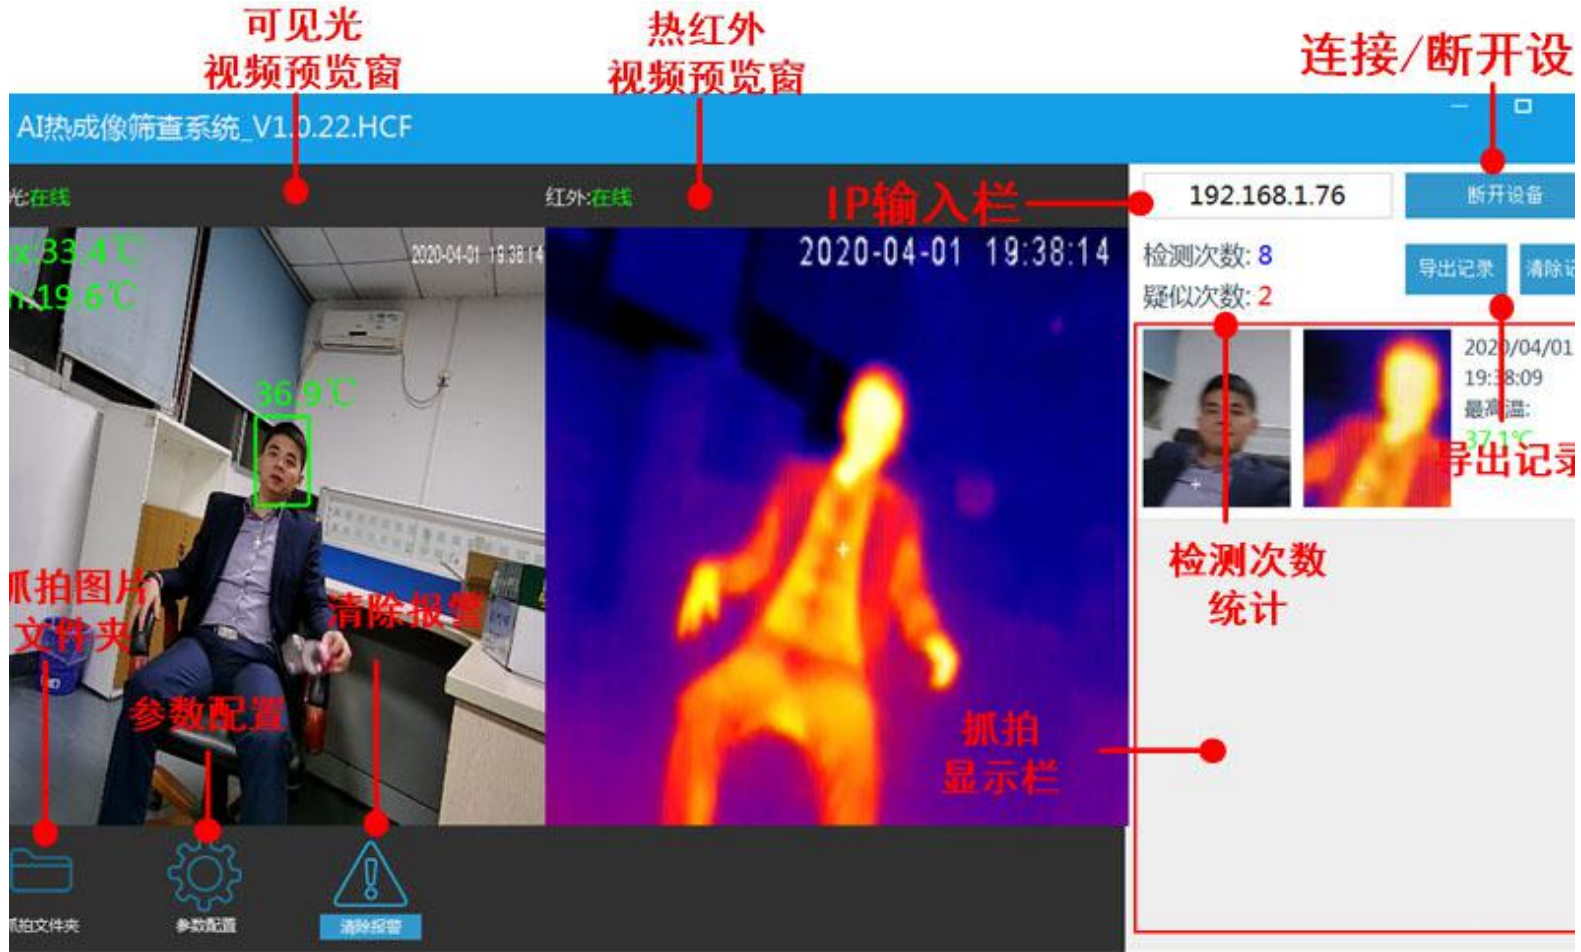 可见光
视频预览窗
热红外
视频预览窗
连接/断开设
AI热成像筛查系统_V1.0.22.HCF
光:在线
红外:在线
IP输入栏
192.168.1.76
断开设备
:33.4℃
:19.6℃
2020-04-01 19:38:14
2020-04-01 19:38:14
检测次数: 8
疑似次数: 2
导出记录
清除记
36.9℃
2020/04/01
19:38:09
最高温:
37.1℃
导出记录
检测次数
统计
抓拍图片
文件夹
清除报警
参数配置
抓拍
显示栏
抓拍文件夹
参数配置
清除报警